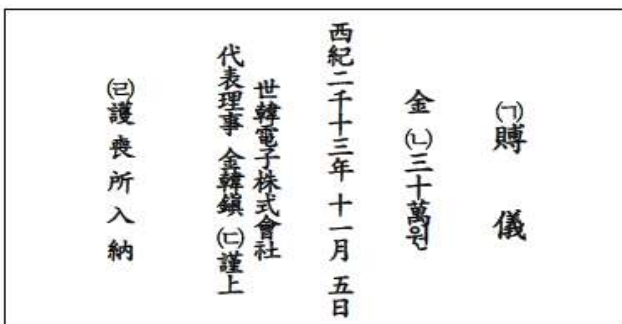 ㈀賻 儀
金 ㈁三十萬원
西紀二千十三年 十一月 五日
世韓電子株式會社
代表理事 金韓鎭 ㈂謹上
㈃護喪所入納